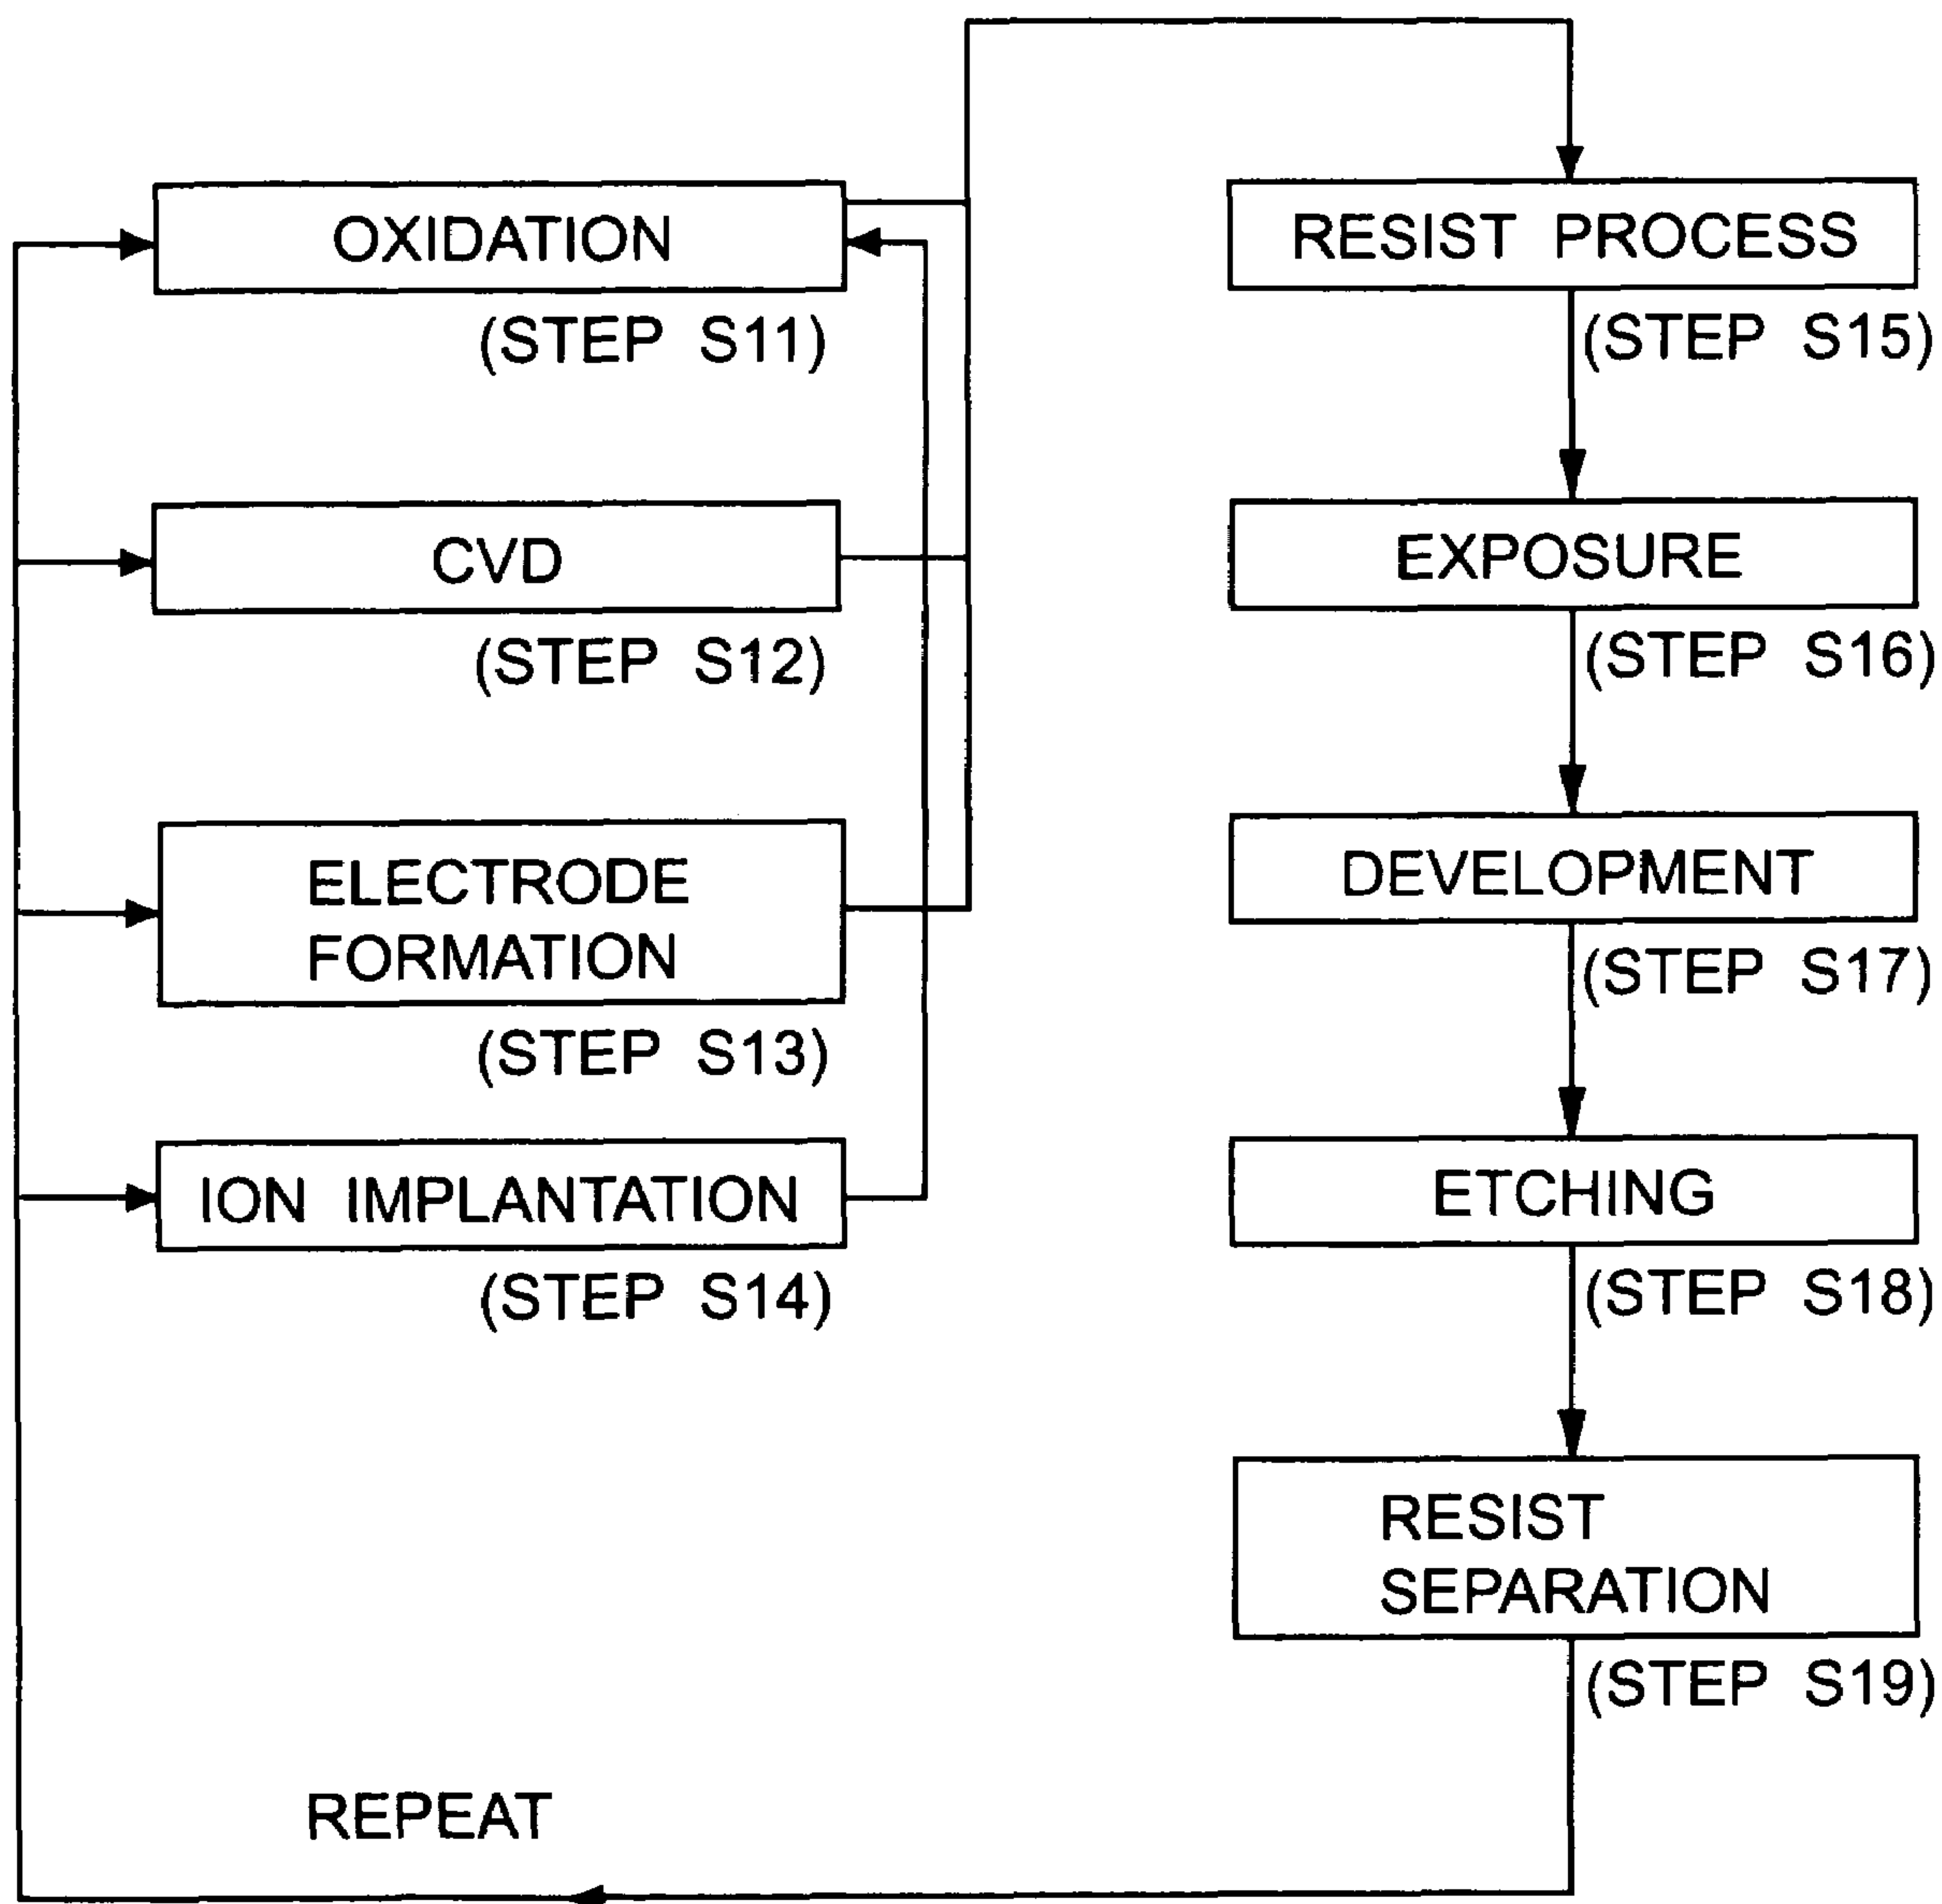 OXIDATION
(STEP S11)
CVD
(STEP S12)
ELECTRODE
FORMATION
(STEP S13)
ION IMPLANTATION
(STEP S14)
REPEAT
RESIST PROCESS
(STEP S15)
EXPOSURE
(STEP S16)
DEVELOPMENT
(STEP S17)
ETCHING
(STEP S18)
RESIST
SEPARATION
(STEP S19)